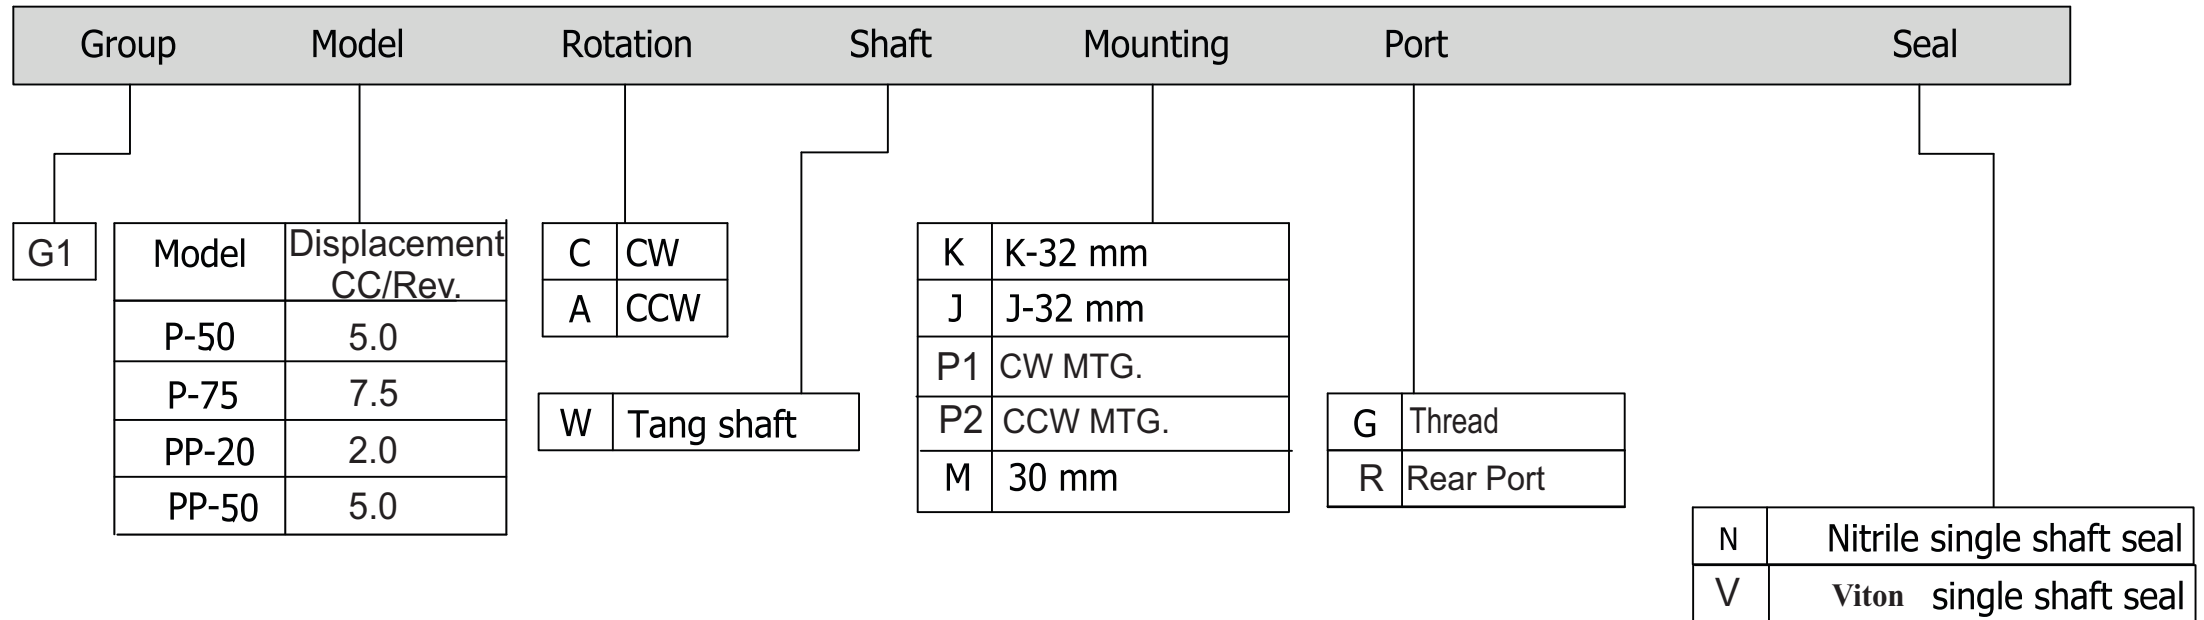 Group Model Rotation Shaft Mounting Port Seal
G1
Model Displacement CC/Rev.
P-50 5.0
P-75 7.5
PP-20 2.0
PP-50 5.0
C CW
A CCW
W Tang shaft
K K-32 mm
J J-32 mm
P1 CW MTG.
P2 CCW MTG.
M 30 mm
G Thread
R Rear Port
N Nitrile single shaft seal
V Viton single shaft seal